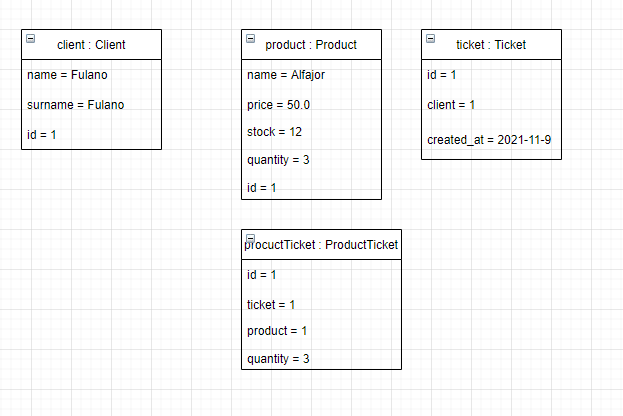 client : Client
name = Fulano
surname = Fulano
id = 1
product : Product
name = Alfajor
price = 50.0
stock = 12
quantity = 3
id = 1
ticket : Ticket
id = 1
client = 1
created_at = 2021-11-9
procuctTicket : ProductTicket
id = 1
ticket = 1
product = 1
quantity = 3